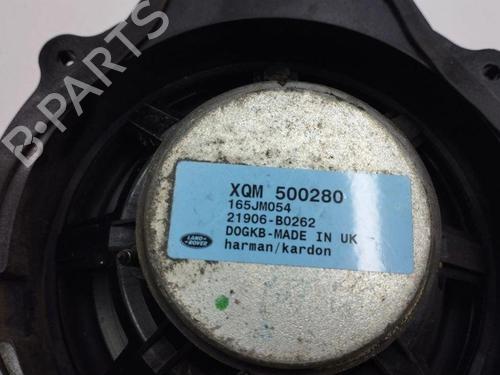 B-PARTS
XQM 500280
165JM054
21906-B0262
DOGKB-MADE IN UK
harman/kardon
LAND-
ROVER